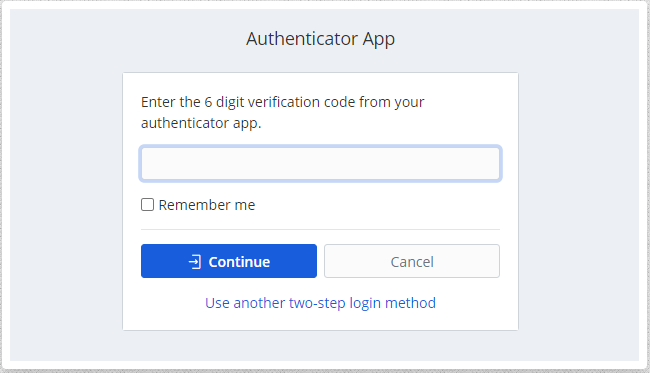 Authenticator App
Enter the 6 digit verification code from your
authenticator app.
Remember me
Continue
Cancel
Use another two-step login method